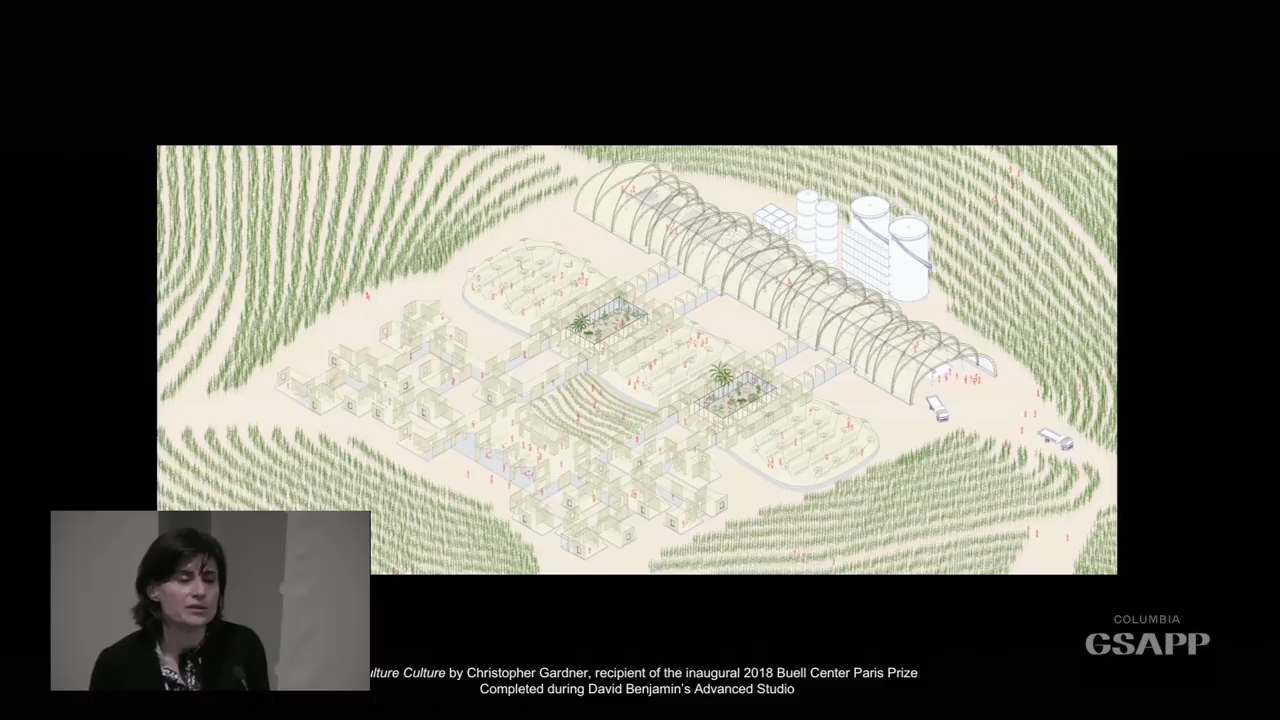 COLUMBIA
GSAPP
Culture by Christopher Gardner, recipient of the inaugural 2018 Buell Center Paris Prize
Completed during David Benjamin's Advanced Studio